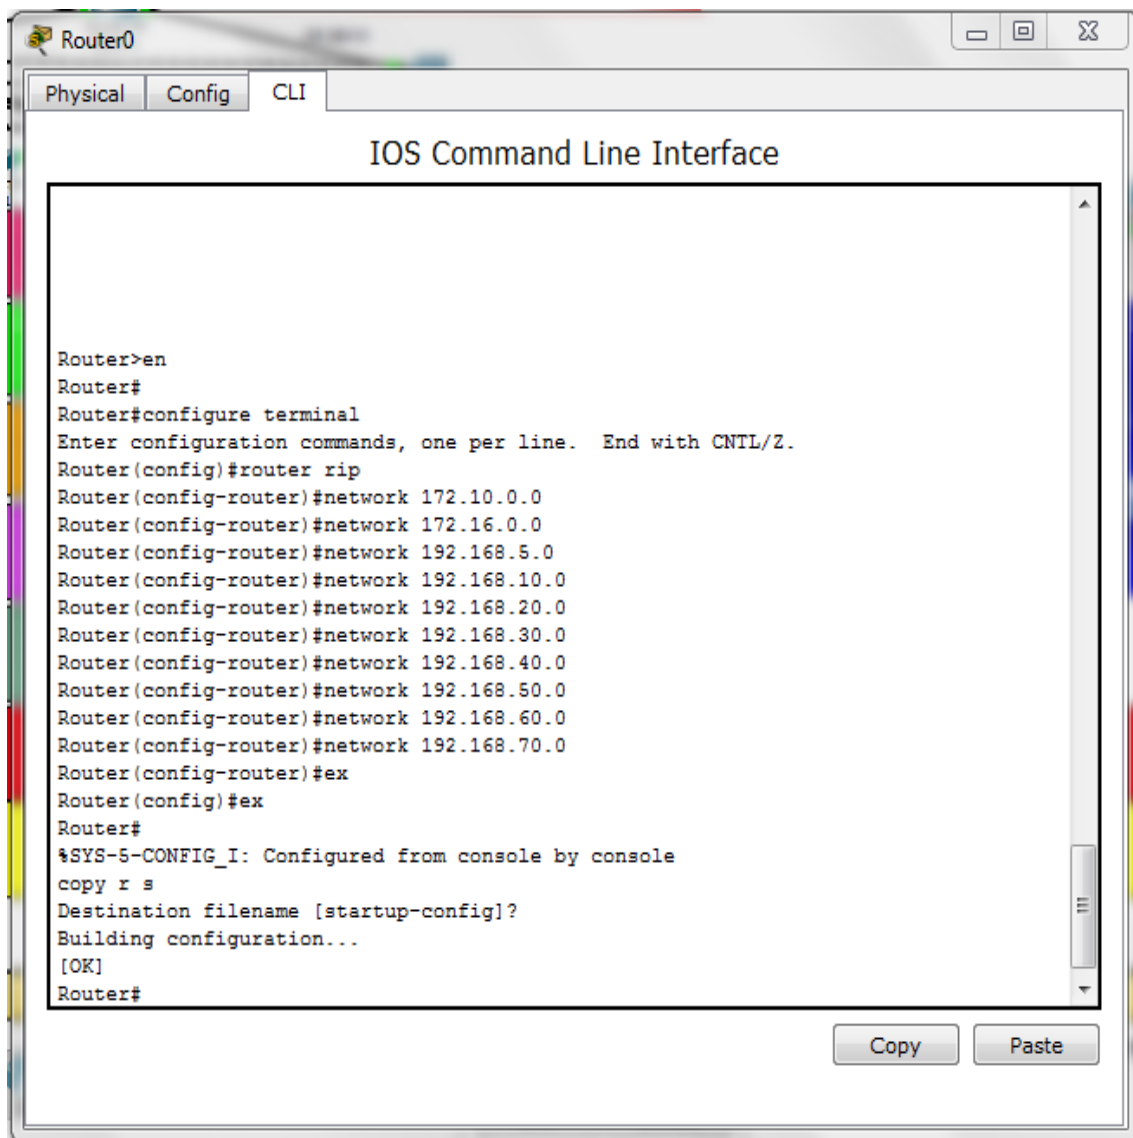 Router0
Physical Config CLI
IOS Command Line Interface
Router>en
Router#
Router#configure terminal
Enter configuration commands, one per line.  End with CNTL/Z.
Router(config)#router rip
Router(config-router)#network 172.10.0.0
Router(config-router)#network 172.16.0.0
Router(config-router)#network 192.168.5.0
Router(config-router)#network 192.168.10.0
Router(config-router)#network 192.168.20.0
Router(config-router)#network 192.168.30.0
Router(config-router)#network 192.168.40.0
Router(config-router)#network 192.168.50.0
Router(config-router)#network 192.168.60.0
Router(config-router)#network 192.168.70.0
Router(config-router)#ex
Router(config)#ex
Router#
%SYS-5-CONFIG_I: Configured from console by console
copy r s
Destination filename [startup-config]?
Building configuration...
[OK]
Router#
Copy Paste